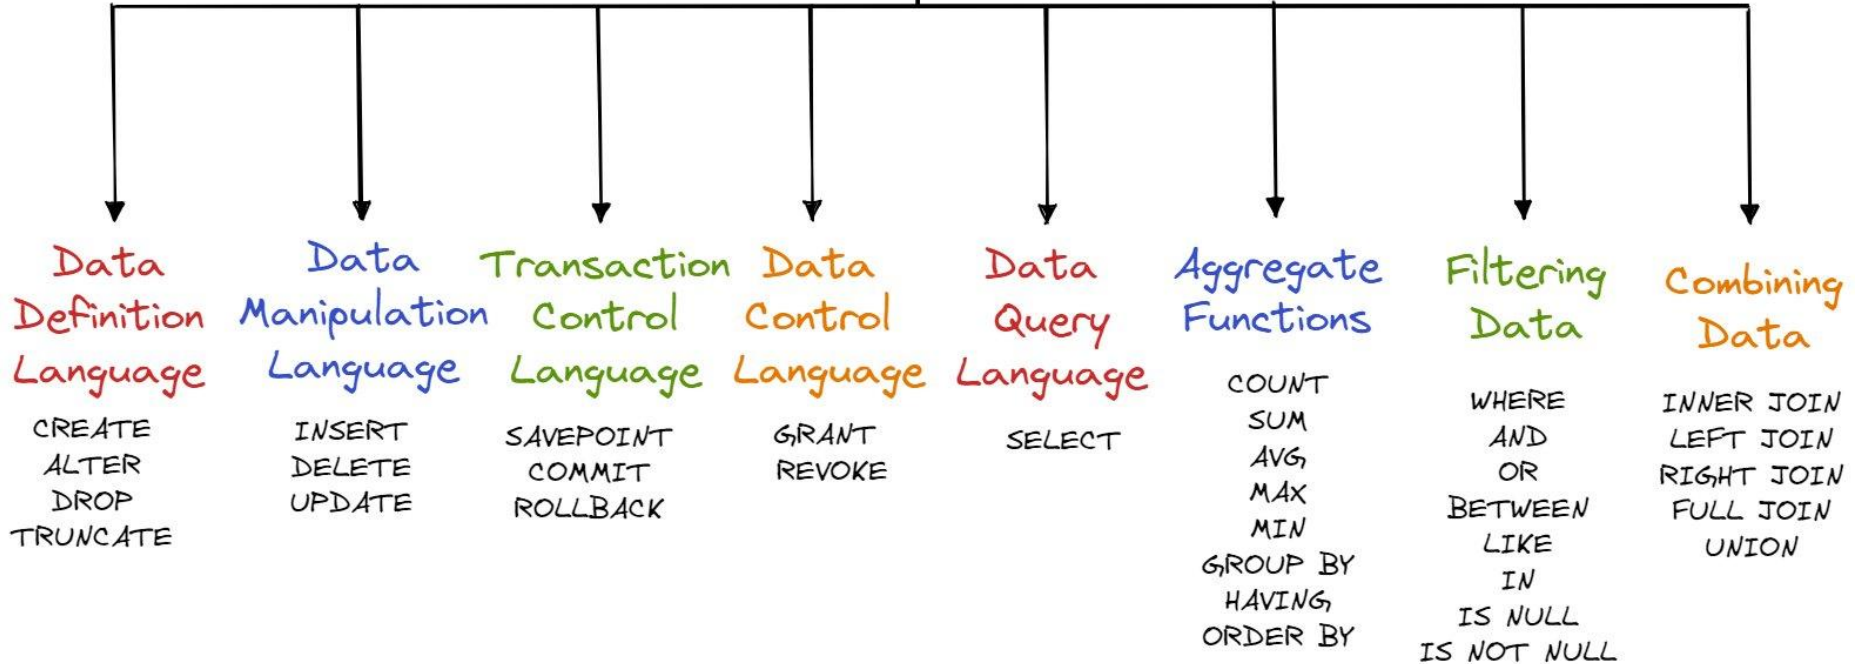 Data
Definition
Language
CREATE
ALTER
DROP
TRUNCATE
Data
Manipulation
Language
INSERT
DELETE
UPDATE
Transaction
Control
Language
SAVEPOINT
COMMIT
ROLLBACK
Data
Control
Language
GRANT
REVOKE
Data
Query
Language
SELECT
Aggregate
Functions
COUNT
SUM
AVG
MAX
MIN
GROUP BY
HAVING
ORDER BY
Filtering
Data
WHERE
AND
OR
BETWEEN
LIKE
IN
IS NULL
IS NOT NULL
Combining
Data
INNER JOIN
LEFT JOIN
RIGHT JOIN
FULL JOIN
UNION